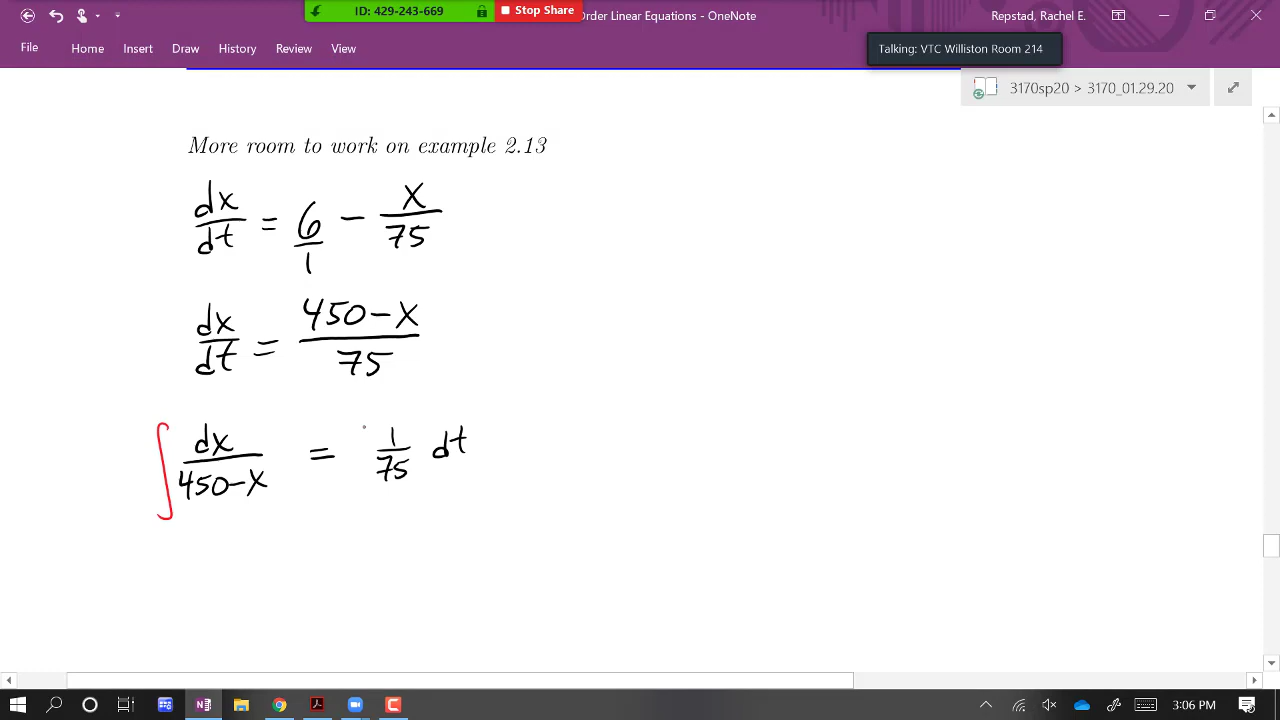 ID: 429-243-669
Stop Share
Order Linear Equations - OneNote
Repstad, Rachel E.
File
Home
Insert
Draw
History
Review
View
Talking: VTC Williston Room 214
3170sp20 > 3170_01.29.20
More room to work on example 2.13
dx/dt = 6/1 - x/75
dx/dt = (450-x)/75
∫ dx/(450-x) = 1/75 dt
3:06 PM